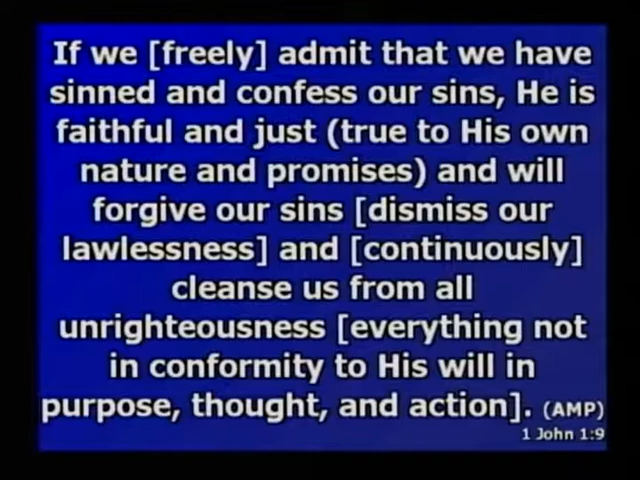 If we [freely] admit that we have
sinned and confess our sins, He is
faithful and just (true to His own
nature and promises) and will
forgive our sins [dismiss our
lawlessness] and [continuously]
cleanse us from all
unrighteousness [everything not
in conformity to His will in
purpose, thought, and action]. (AMP)
1 John 1:9